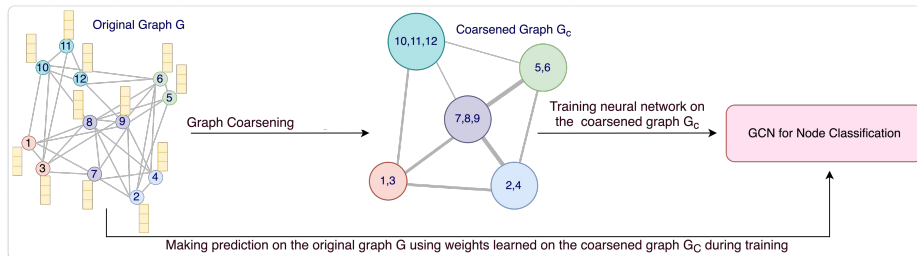 Original Graph G
11
10
12
6
5
8
9
1
3
7
4
2
Graph Coarsening
Coarsened Graph Gc
10,11,12
5,6
7,8,9
1,3
2,4
Training neural network on
the coarsened graph Gc
GCN for Node Classification
Making prediction on the original graph G using weights learned on the coarsened graph GC during training